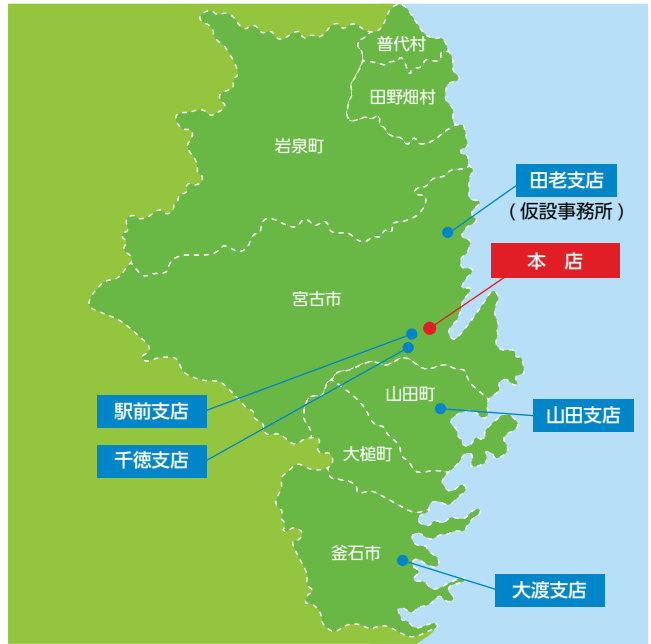 普代村
田野畑村
岩泉町
田老支店
(仮設事務所)
本 店
宮古市
山田町
駅前支店
山田支店
千徳支店
大槌町
釜石市
大渡支店